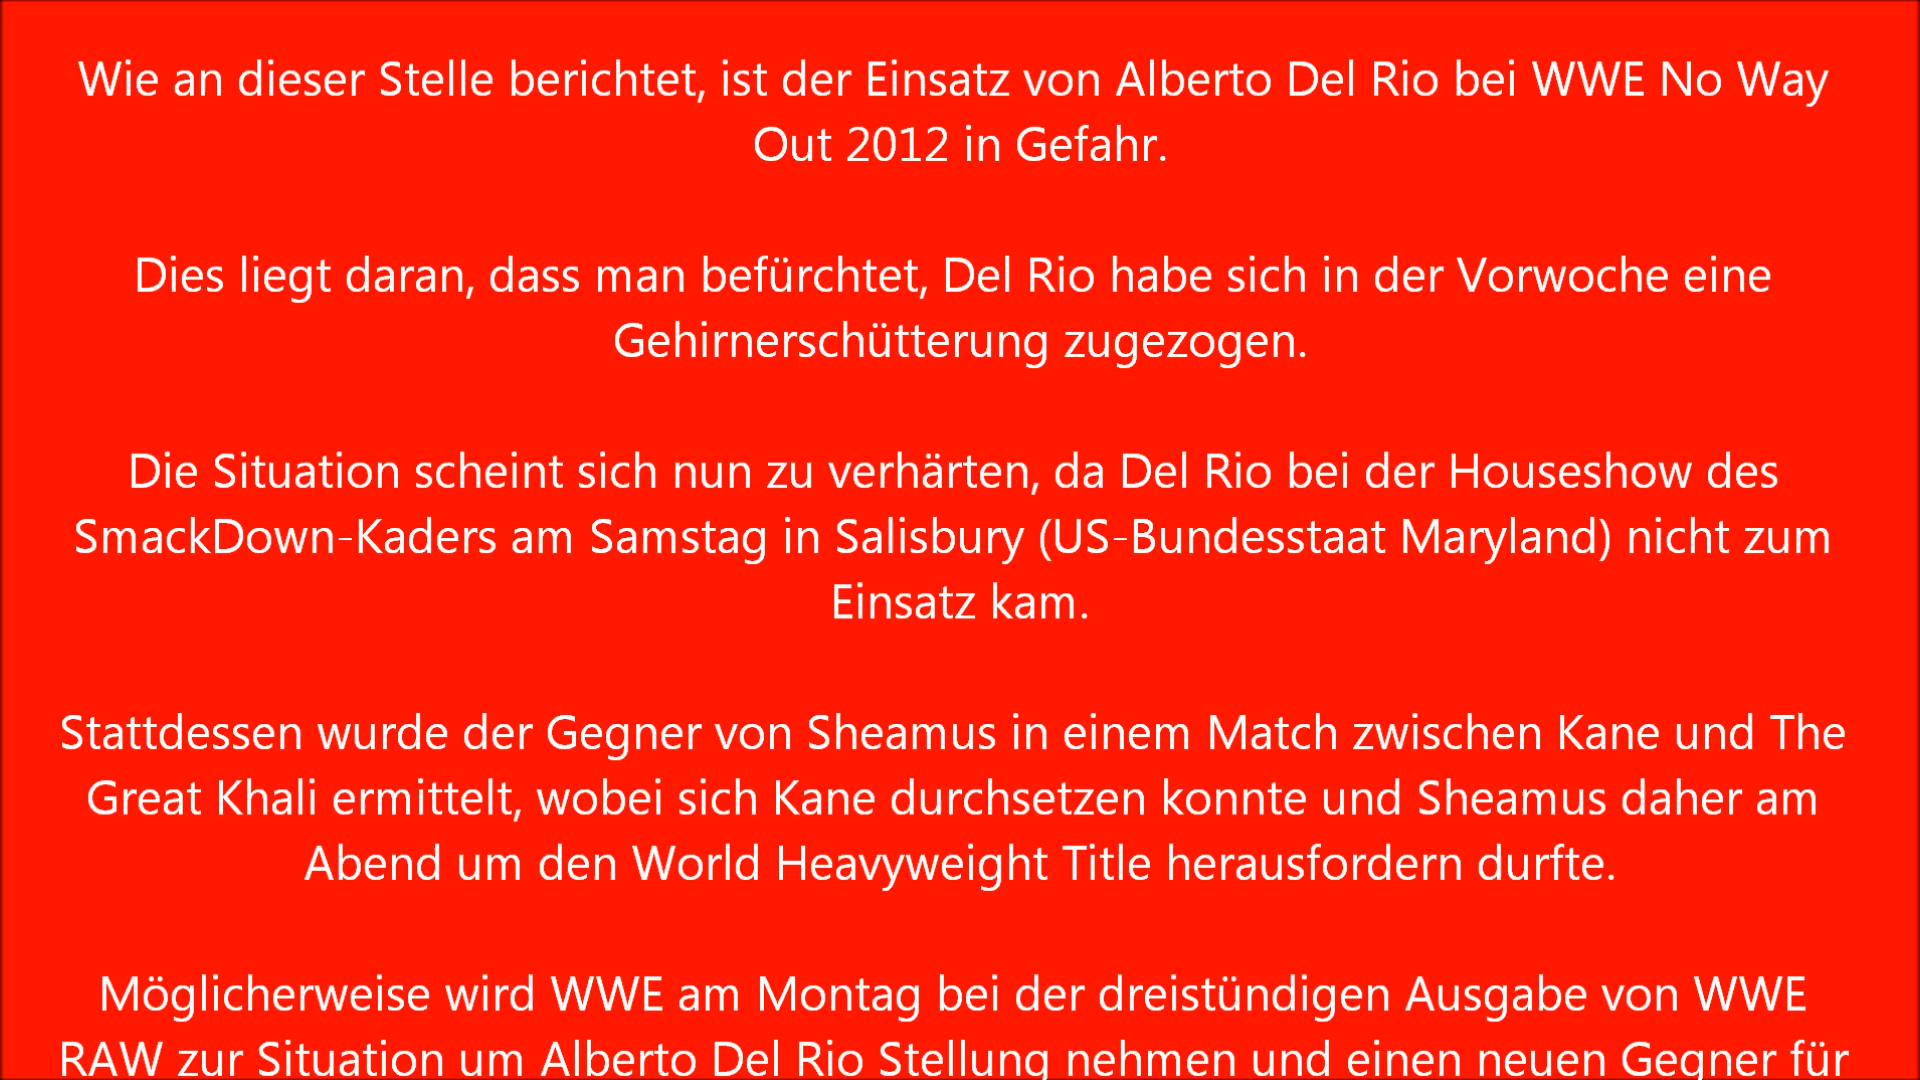 Wie an dieser Stelle berichtet, ist der Einsatz von Alberto Del Rio bei WWE No Way
Out 2012 in Gefahr.
Dies liegt daran, dass man befürchtet, Del Rio habe sich in der Vorwoche eine
Gehirnerschütterung zugezogen.
Die Situation scheint sich nun zu verhärten, da Del Rio bei der Houseshow des
SmackDown-Kaders am Samstag in Salisbury (US-Bundesstaat Maryland) nicht zum
Einsatz kam.
Stattdessen wurde der Gegner von Sheamus in einem Match zwischen Kane und The
Great Khali ermittelt, wobei sich Kane durchsetzen konnte und Sheamus daher am
Abend um den World Heavyweight Title herausfordern durfte.
Möglicherweise wird WWE am Montag bei der dreistündigen Ausgabe von WWE
RAW zur Situation um Alberto Del Rio Stellung nehmen und einen neuen Gegner für